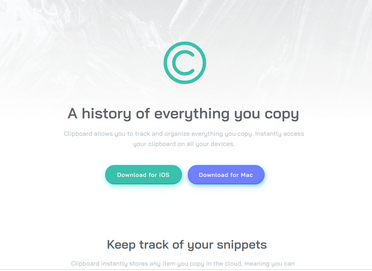 A history of everything you copy
Clipboard allows you to track and organize everything you copy. Instantly access
your clipboard on all your devices.
Download for iOS
Download for Mac
Keep track of your snippets
Clipboard instantly stores any item you copy in the cloud, meaning you can